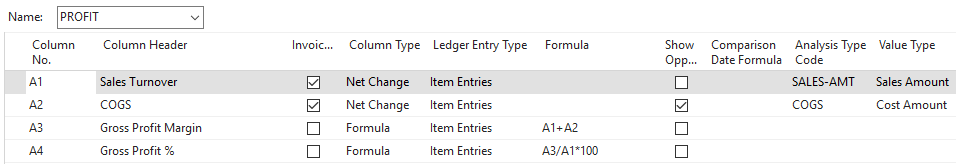 Name: PROFIT
Column No. Column Header Invoic... Column Type Ledger Entry Type Formula Show Opp... Comparison Date Formula Analysis Type Code Value Type
A1 Sales Turnover Net Change Item Entries SALES-AMT Sales Amount
A2 COGS Net Change Item Entries COGS Cost Amount
A3 Gross Profit Margin Formula Item Entries A1+A2
A4 Gross Profit % Formula Item Entries A3/A1*100